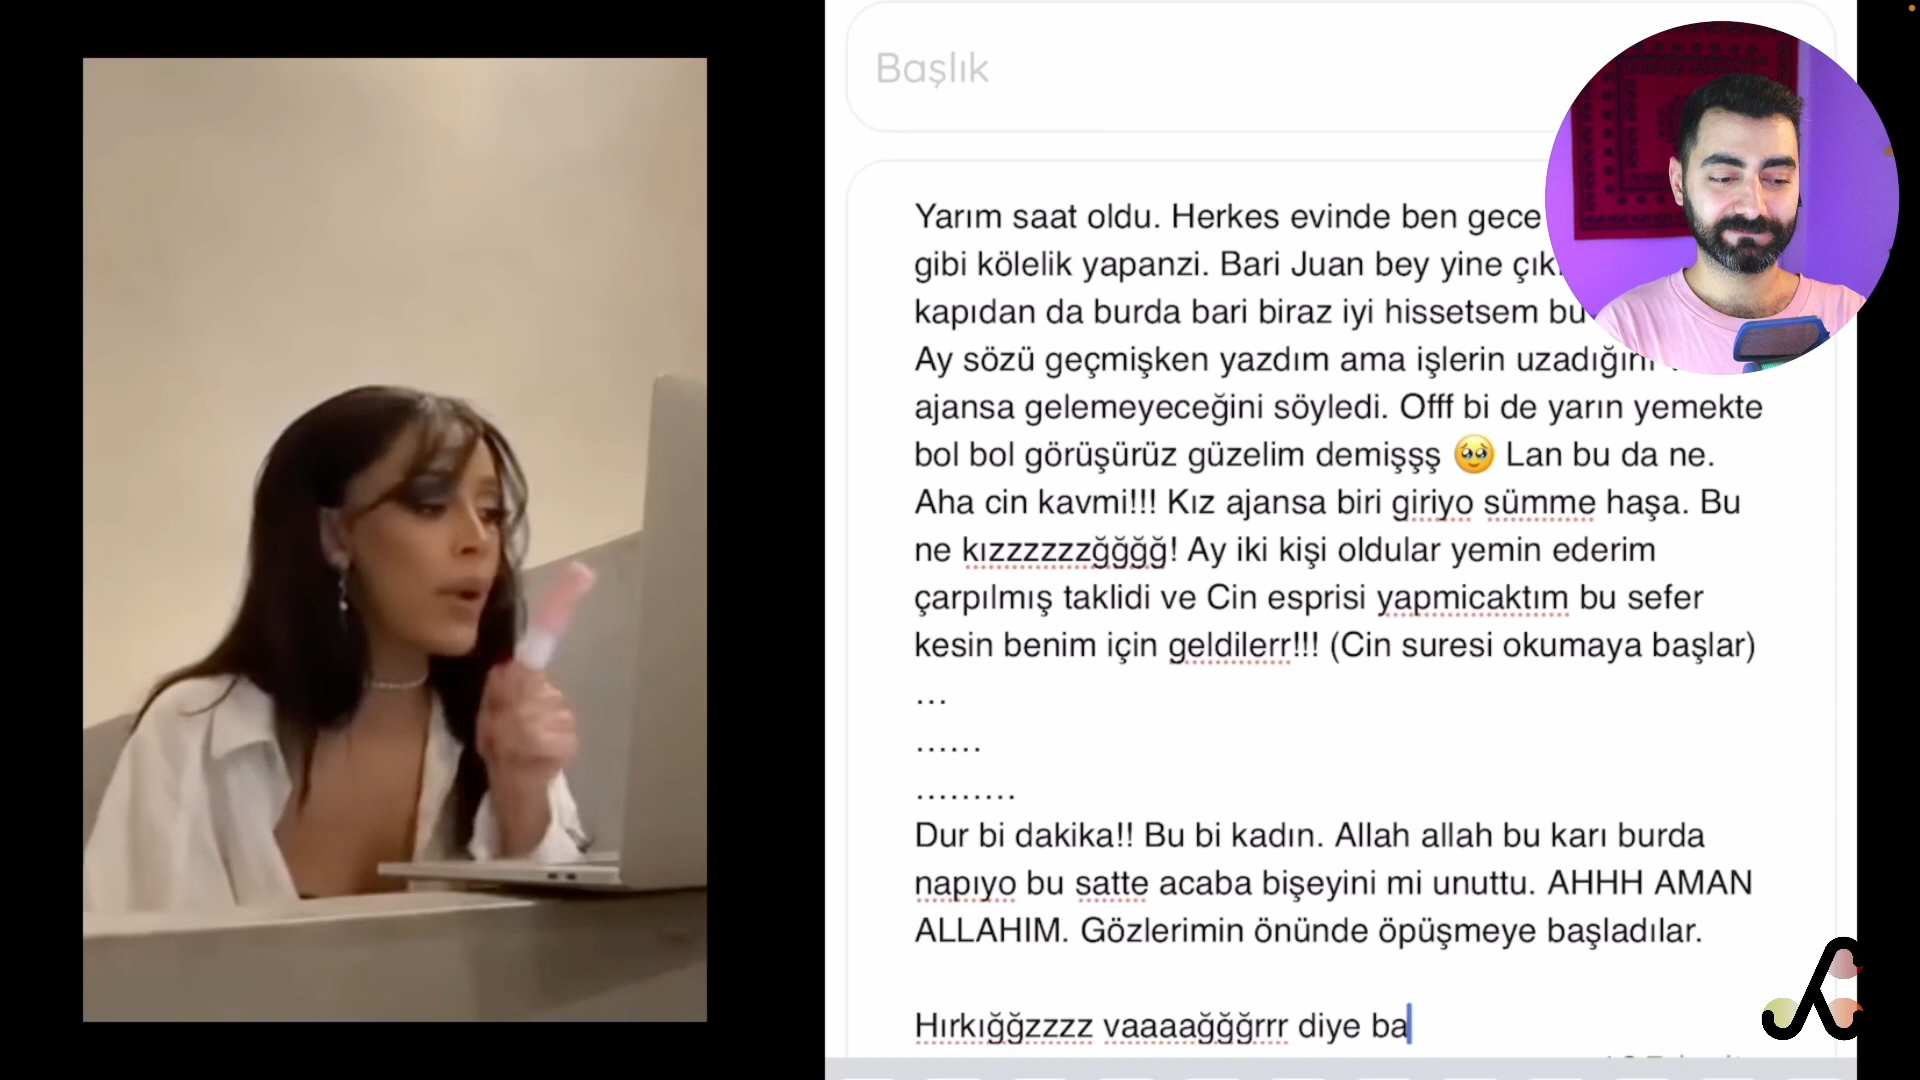 Başlık
Yarım saat oldu. Herkes evinde ben gece
gibi kölelik yapanzi. Bari Juan bey yine
kapıdan da burda bari biraz iyi hissetsem
Ay sözü geçmişken yazdım ama işlerin
ajansa gelemeyeceğini söyledi. Offf bi de yarın yemekte
bol bol görüşürüz güzelim demişşş 🥹 Lan bu da ne.
Aha cin kavmi!!! Kız ajansa biri giriyo sümme haşa. Bu
ne kızzzzzzğğğğ! Ay iki kişi oldular yemin ederim
çarpılmış taklidi ve Cin esprisi yapmicaktım bu sefer
kesin benim için geldilerr!!! (Cin suresi okumaya başlar)
...
......
.........
Dur bi dakika!! Bu bi kadın. Allah allah bu karı burda
napıyo bu satte acaba bişeyini mi unuttu. AHHH AMAN
ALLAHIM. Gözlerimin önünde öpüşmeye başladılar.
Hırkığğzzzz vaaaağğğrrr diye ba